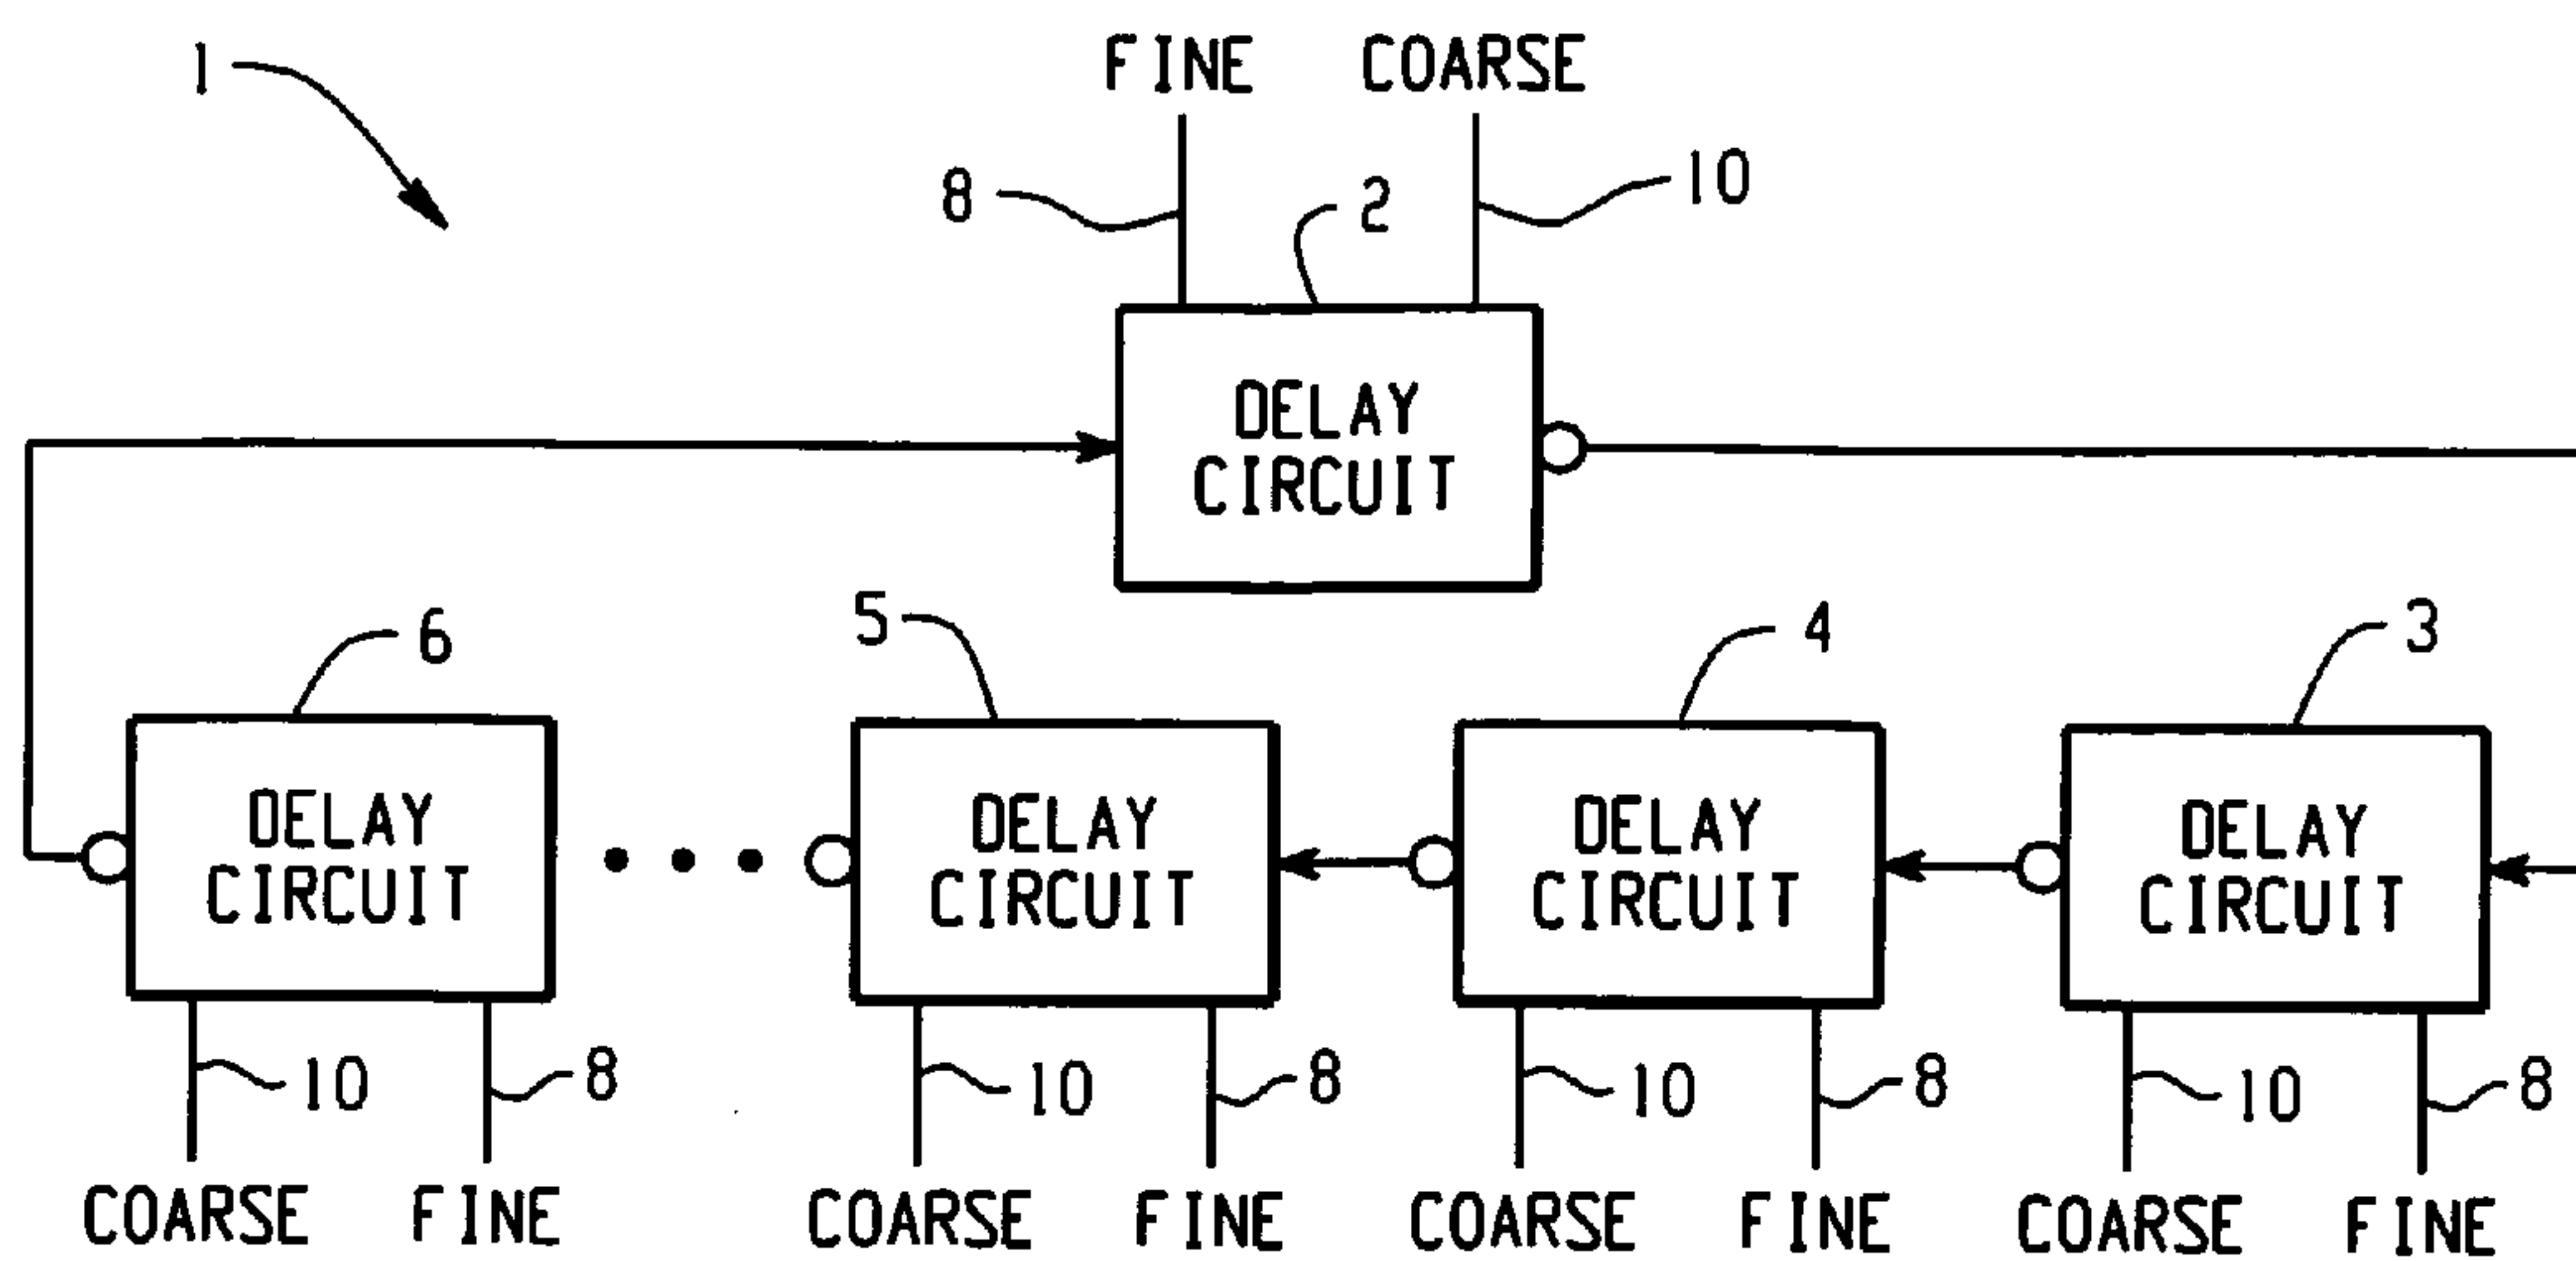 1
FINE COARSE
8 2 10
DELAY
CIRCUIT
6 5 4 3
DELAY
CIRCUIT
DELAY
CIRCUIT
DELAY
CIRCUIT
DELAY
CIRCUIT
10 8 10 8 10 8 10 8
COARSE FINE COARSE FINE COARSE FINE COARSE FINE